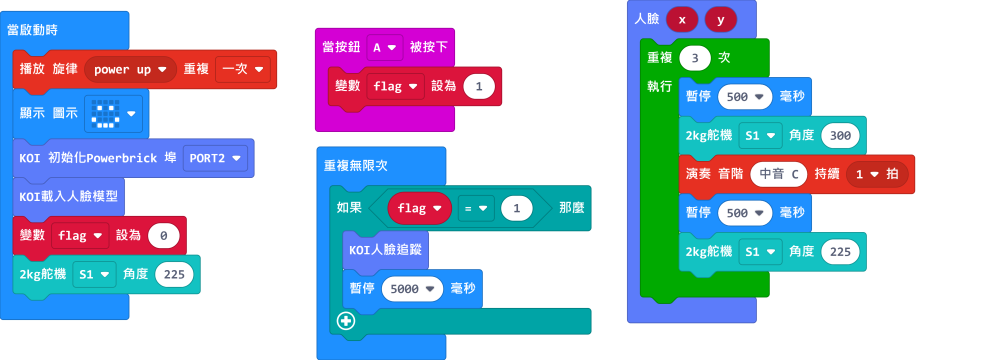 當啟動時
播放 旋律 power up 重複 一次
顯示 圖示
KOI 初始化Powerbrick 埠 PORT2
KOI載入人臉模型
變數 flag 設為 0
2kg舵機 S1 角度 225
當按鈕 A 被按下
變數 flag 設為 1
重複無限次
如果 flag = 1 那麼
KOI人臉追蹤
暫停 5000 毫秒
人臉 x y
重複 3 次
執行
暫停 500 毫秒
2kg舵機 S1 角度 300
演奏 音階 中音 C 持續 1 拍
暫停 500 毫秒
2kg舵機 S1 角度 225